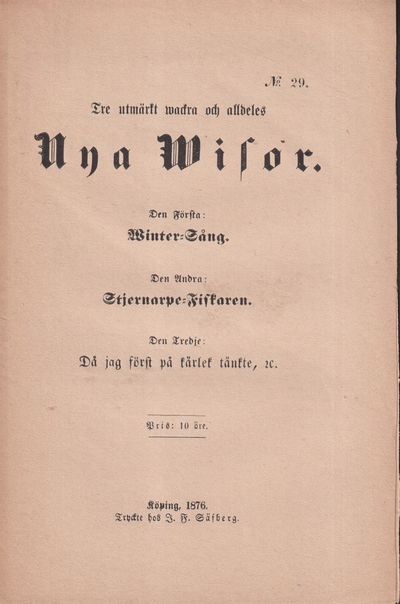 № 29.
Tre utmärkt wackra och alldeles
Nya Wisor.
Den Första:
Winter-Sång.
Den Andra:
Stjernarpe-Fiskaren.
Den Tredje:
Då jag först på kärlek tänkte, ꝛc.
Pris: 10 öre.
Köping, 1876.
Tryckte hos J. F. Säfberg.